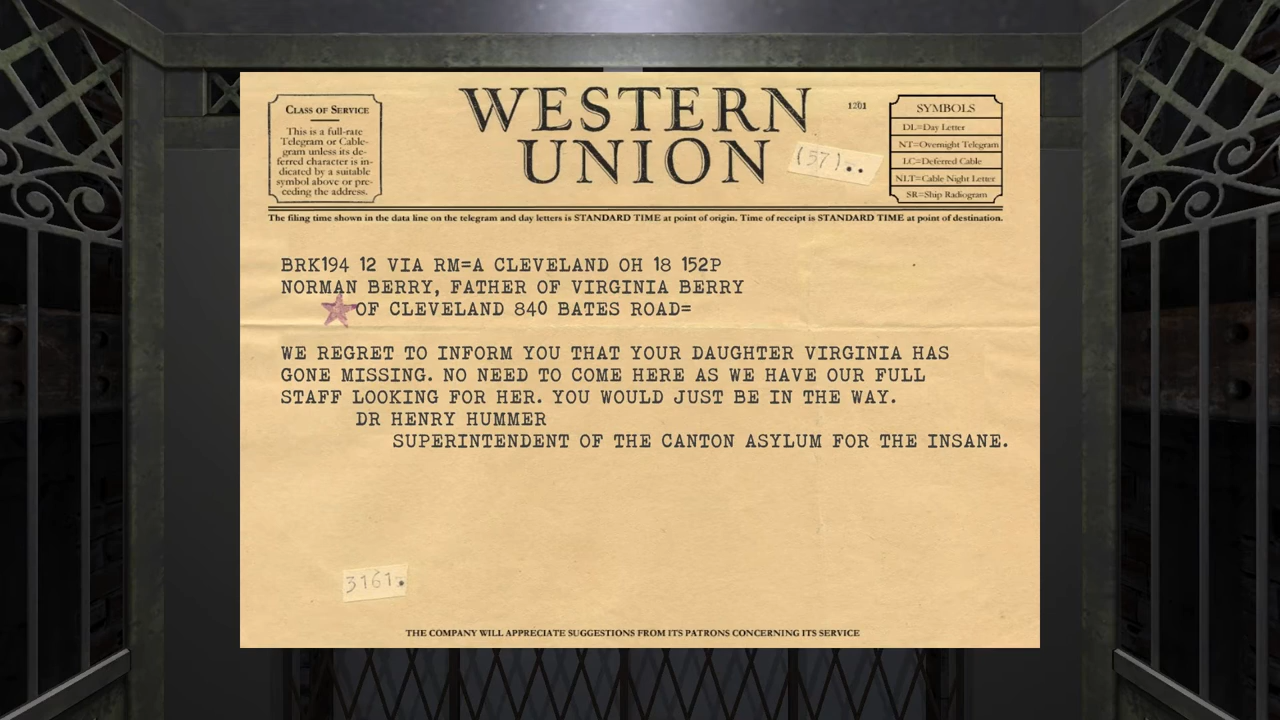 CLASS OF SERVICE
This is a full-rate
Telegram or Cable-
gram unless its de-
ferred character is in-
dicated by a suitable
symbol above or pre-
ceding the address.
WESTERN
UNION
1201
(57)..
SYMBOLS
DL=Day Letter
NT=Overnight Telegram
LC=Deferred Cable
NLT=Cable Night Letter
SR=Ship Radiogram
The filing time shown in the data line on the telegram and day letters is STANDARD TIME at point of origin. Time of receipt is STANDARD TIME at point of destination.
BRK194 12 VIA RM=A CLEVELAND OH 18 152P
NORMAN BERRY, FATHER OF VIRGINIA BERRY
OF CLEVELAND 840 BATES ROAD=
WE REGRET TO INFORM YOU THAT YOUR DAUGHTER VIRGINIA HAS
GONE MISSING. NO NEED TO COME HERE AS WE HAVE OUR FULL
STAFF LOOKING FOR HER. YOU WOULD JUST BE IN THE WAY.
DR HENRY HUMMER
SUPERINTENDENT OF THE CANTON ASYLUM FOR THE INSANE.
3161.
THE COMPANY WILL APPRECIATE SUGGESTIONS FROM ITS PATRONS CONCERNING ITS SERVICE